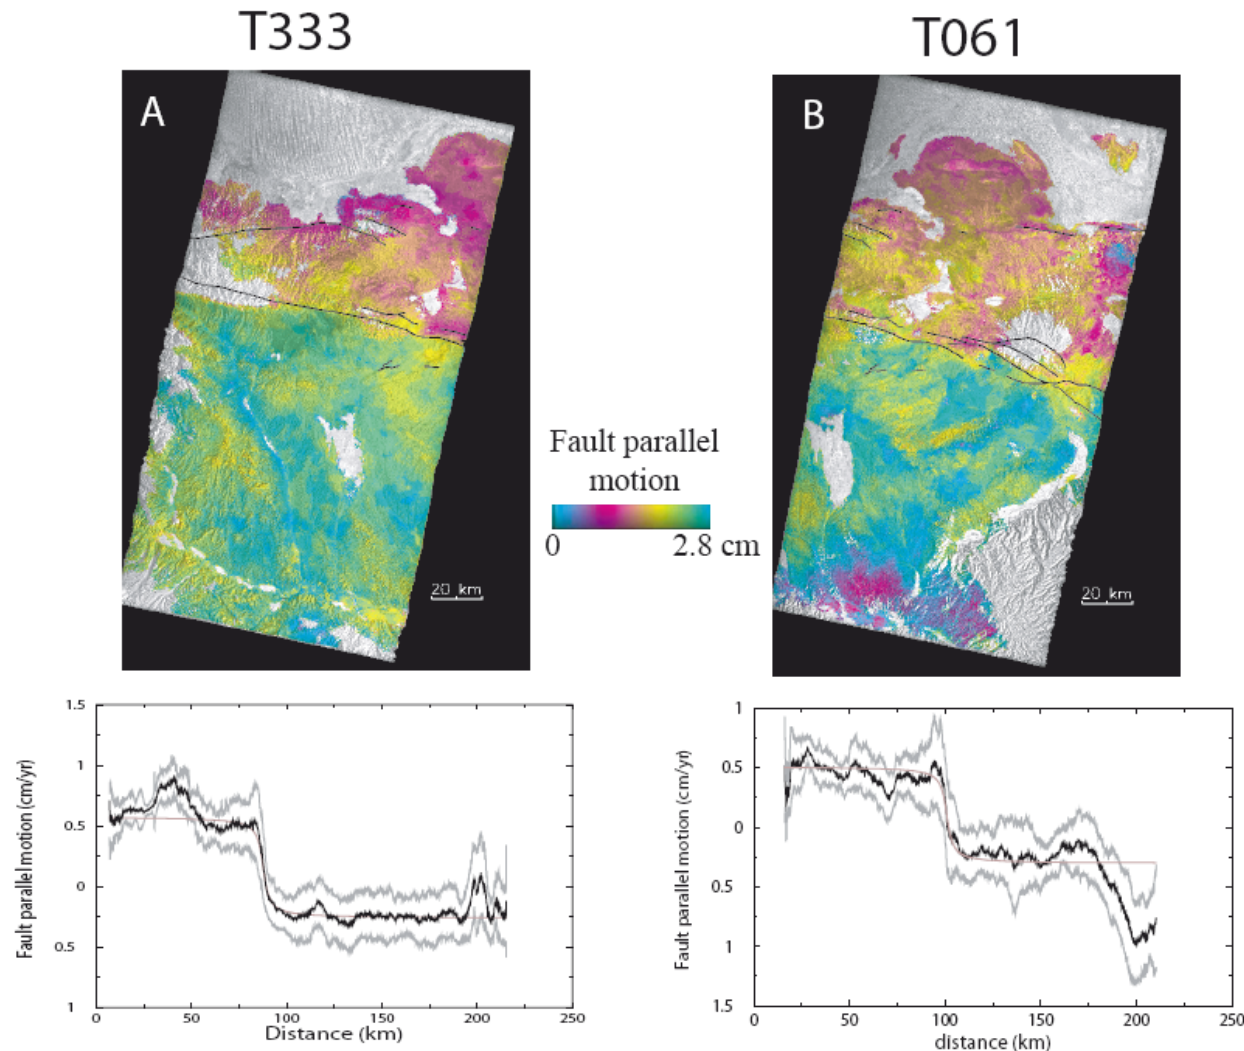 T333
T061
A
B
20 km
20 km
Fault parallel
motion
0
2.8 cm
Fault parallel motion (cm/yr)
1.5
1
0.5
0
0.5
1
0
50
100
150
200
250
Distance (km)
Fault parallel motion (cm/yr)
1
0.5
0
0.5
1
1.5
0
50
100
150
200
250
distance (km)